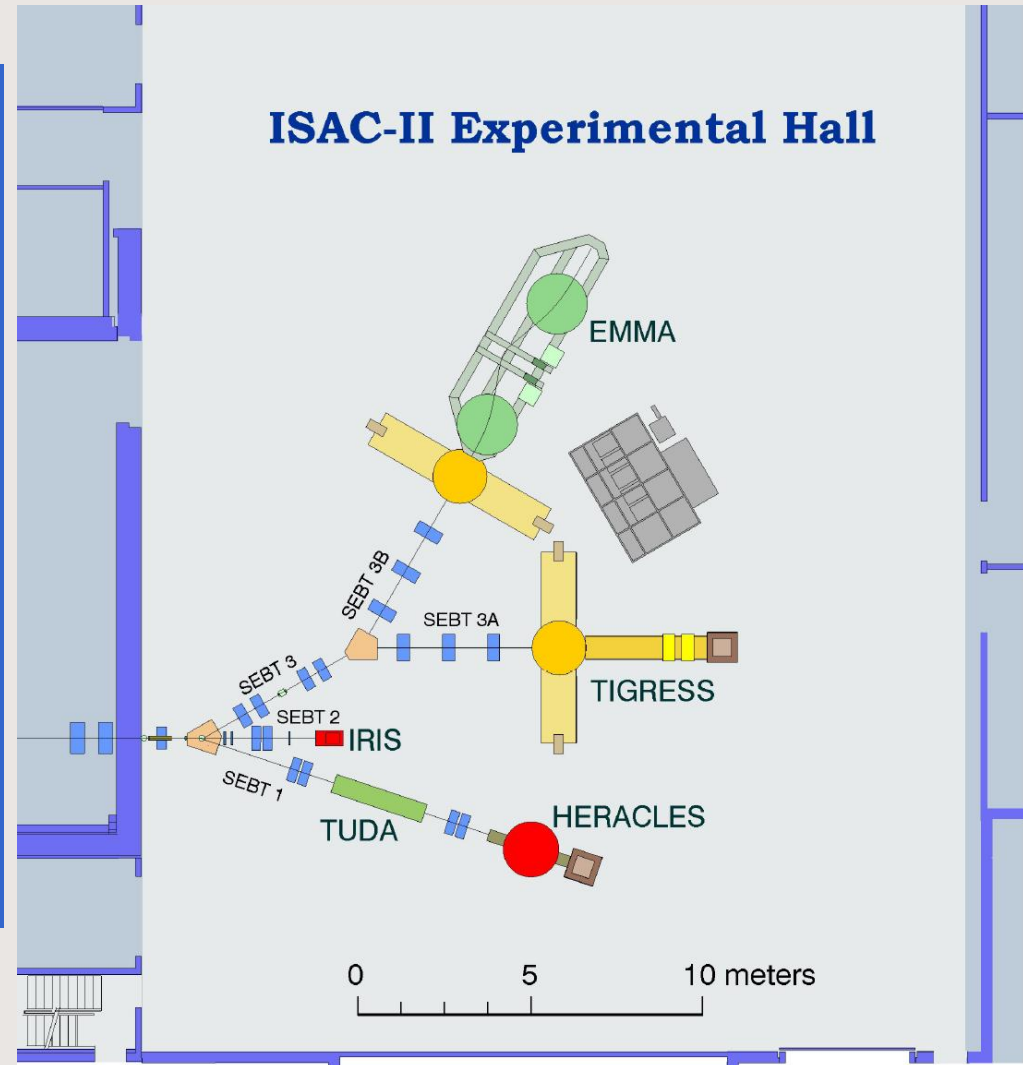 ISAC-II Experimental Hall
EMMA
SEBT 3B
SEBT 3A
SEBT 3
TIGRESS
SEBT 2
IRIS
SEBT 1
TUDA
HERACLES
0 5 10 meters